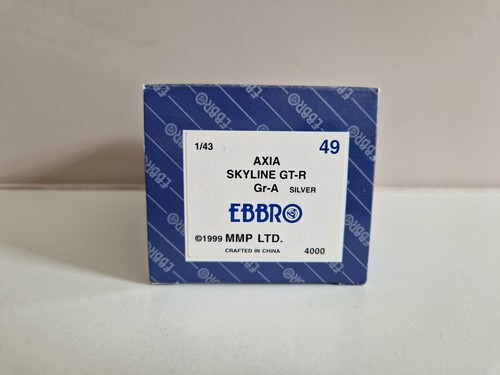 1/43 49
AXIA
SKYLINE GT-R
Gr-A SILVER
EBBRO
©1999 MMP LTD.
CRAFTED IN CHINA 4000